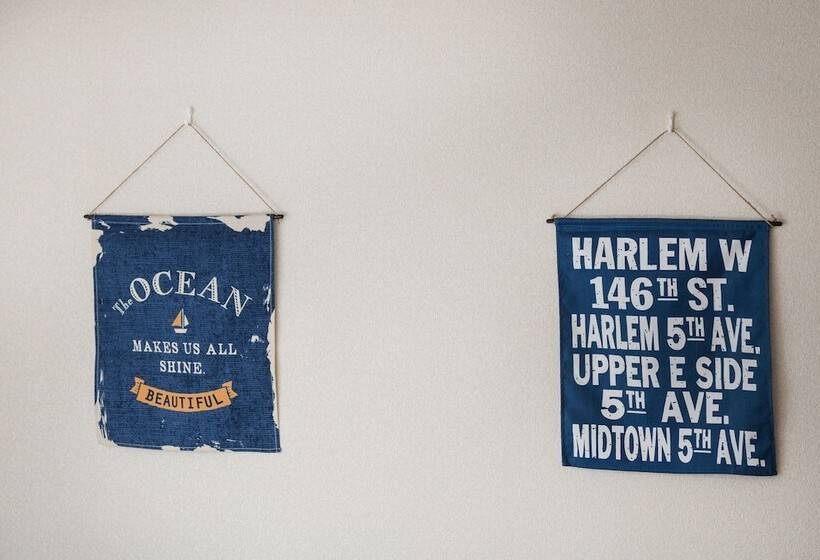 The OCEAN
MAKES US ALL
SHINE.
BEAUTIFUL
HARLEM W
146TH ST.
HARLEM 5TH AVE.
UPPER E SIDE
5TH AVE.
MIDTOWN 5TH AVE.